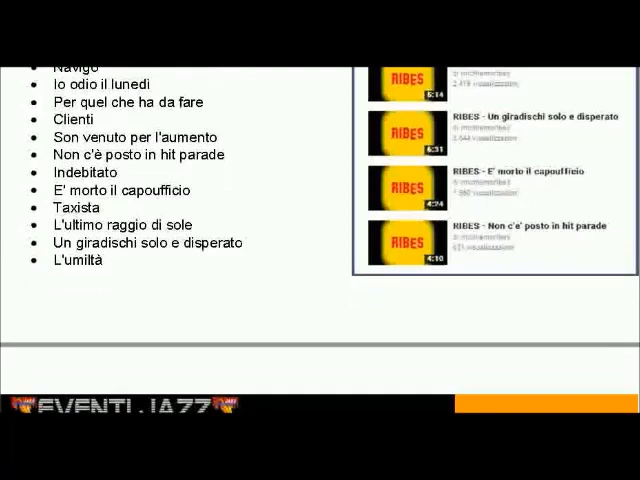 Navigo
Io odio il lunedì
Per quel che ha da fare
Clienti
Son venuto per l'aumento
Non c'è posto in hit parade
Indebitato
E' morto il capoufficio
Taxista
L'ultimo raggio di sole
Un giradischi solo e disperato
L'umiltà
RIBES
5:14
RIBES
6:31
RIBES - Un giradischi solo e disperato
RIBES
4:24
RIBES - E' morto il capoufficio
RIBES
4:10
RIBES - Non c'e' posto in hit parade
EVENTI JAZZ